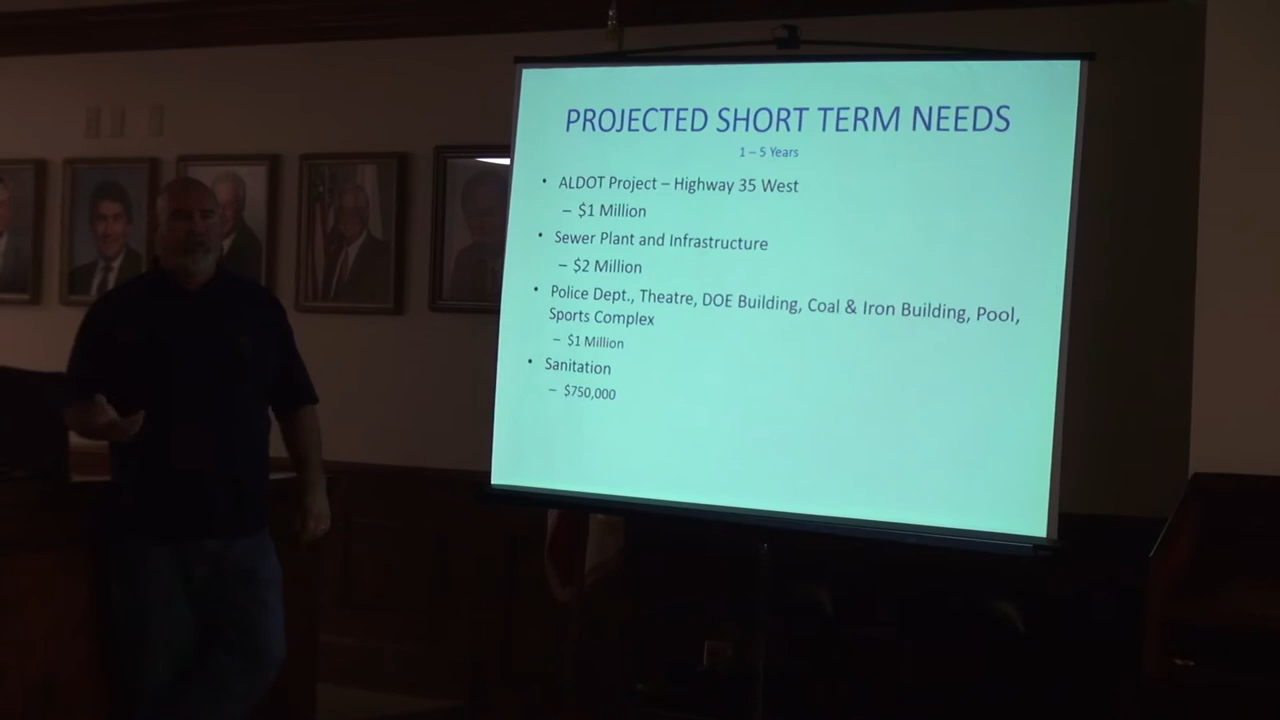 PROJECTED SHORT TERM NEEDS
1 – 5 Years
• ALDOT Project – Highway 35 West
– $1 Million
• Sewer Plant and Infrastructure
– $2 Million
• Police Dept., Theatre, DOE Building, Coal & Iron Building, Pool,
Sports Complex
– $1 Million
• Sanitation
– $750,000